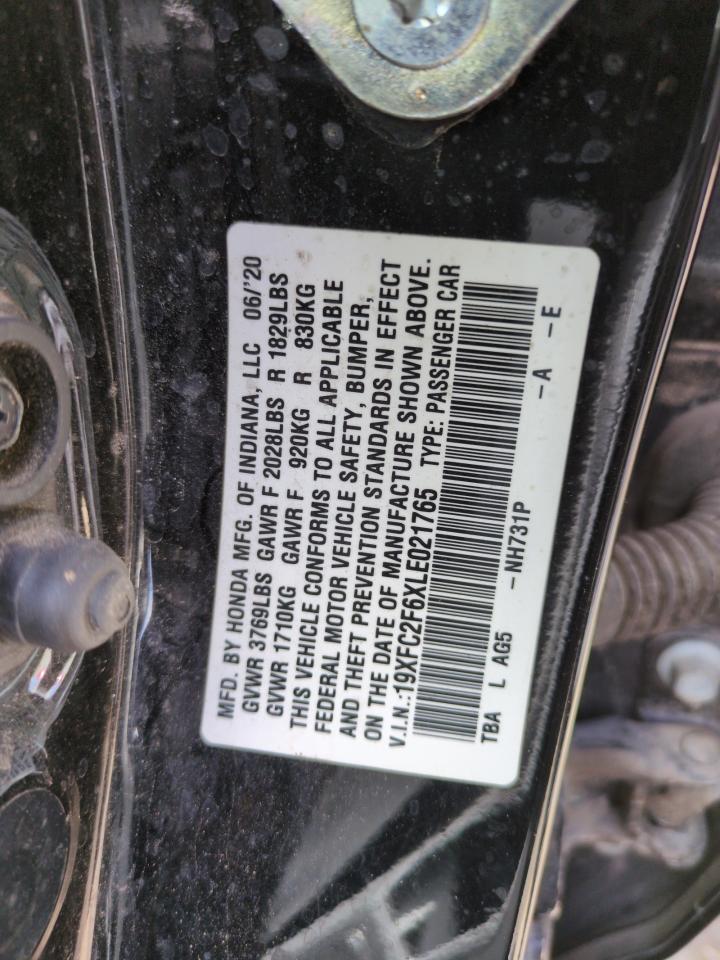 MFD. BY HONDA MFG. OF INDIANA, LLC 06/'20
GVWR 3769LBS GAWR F 2028LBS R 1829LBS
GVWR 1710KG GAWR F 920KG R 830KG
THIS VEHICLE CONFORMS TO ALL APPLICABLE
FEDERAL MOTOR VEHICLE SAFETY, BUMPER,
AND THEFT PREVENTION STANDARDS IN EFFECT
ON THE DATE OF MANUFACTURE SHOWN ABOVE.
V.I.N.:19XFC2F6XLE021765 TYPE: PASSENGER CAR
TBA L AG5 -NH731P -A -E